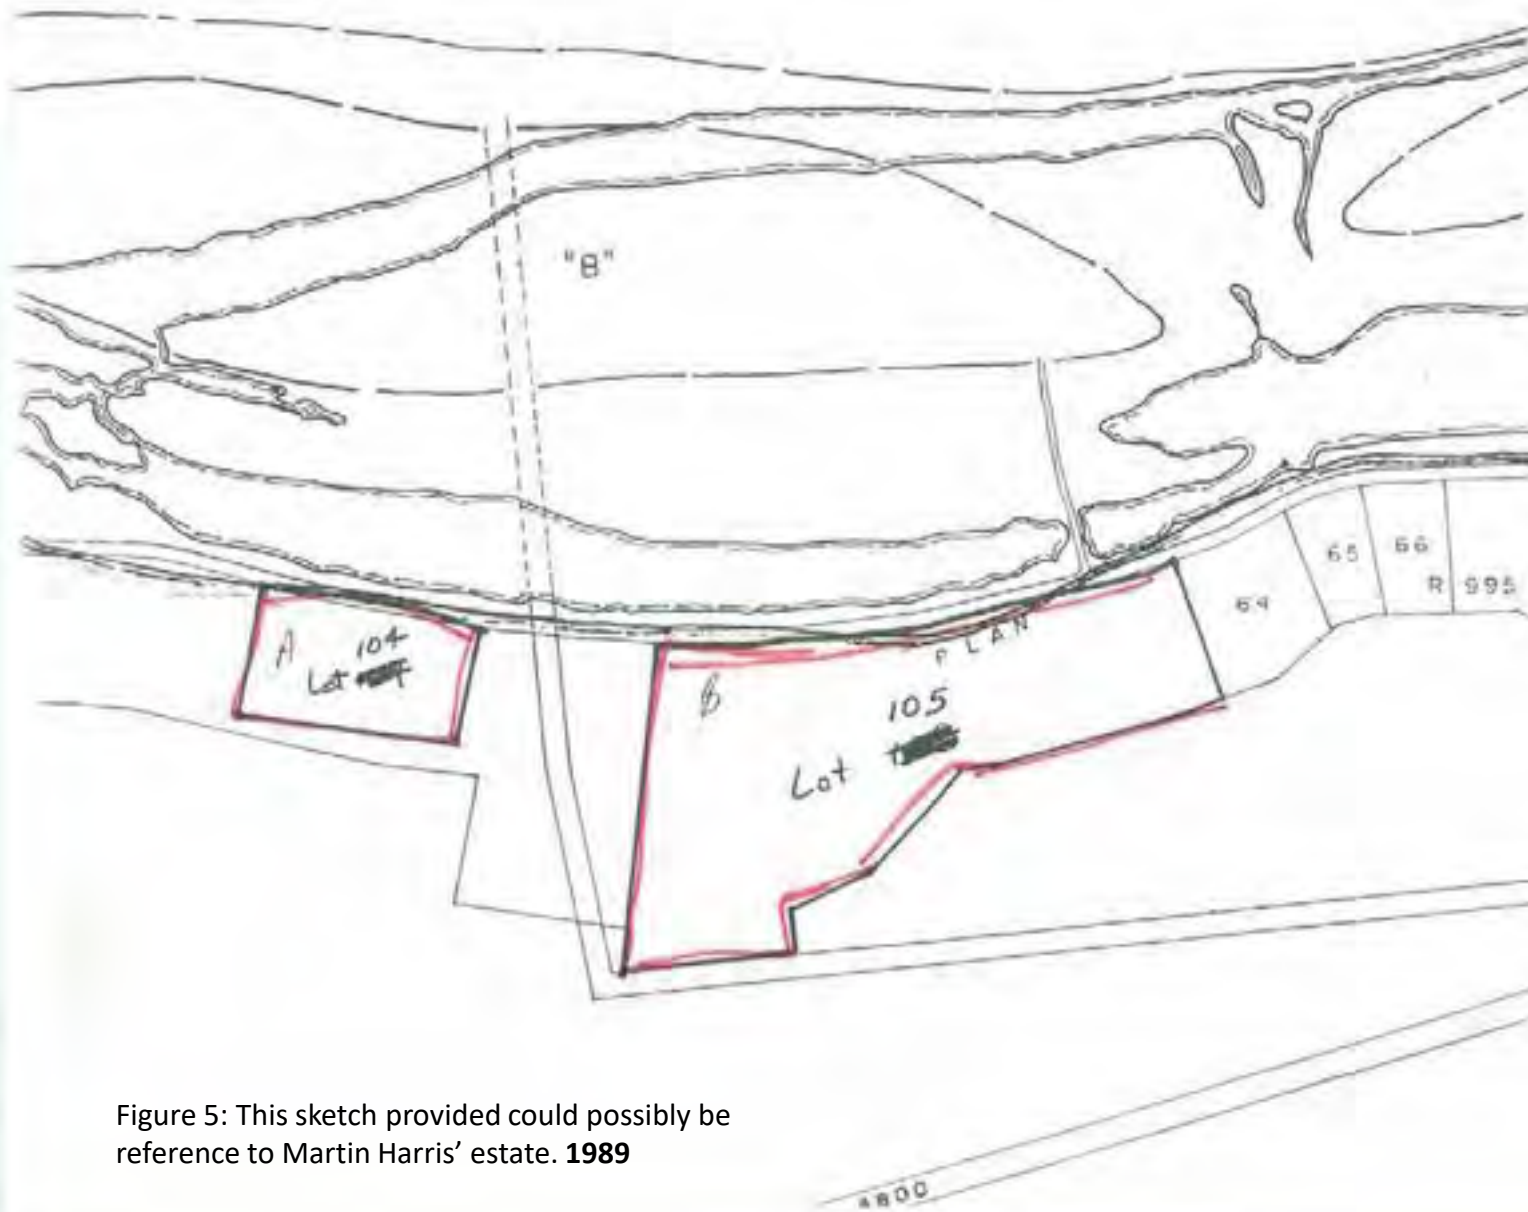 "B"
65
66
R 995
64
A
104
Lot
PLAN
B
105
Lot
Figure 5: This sketch provided could possibly be
reference to Martin Harris’ estate. 1989
4800